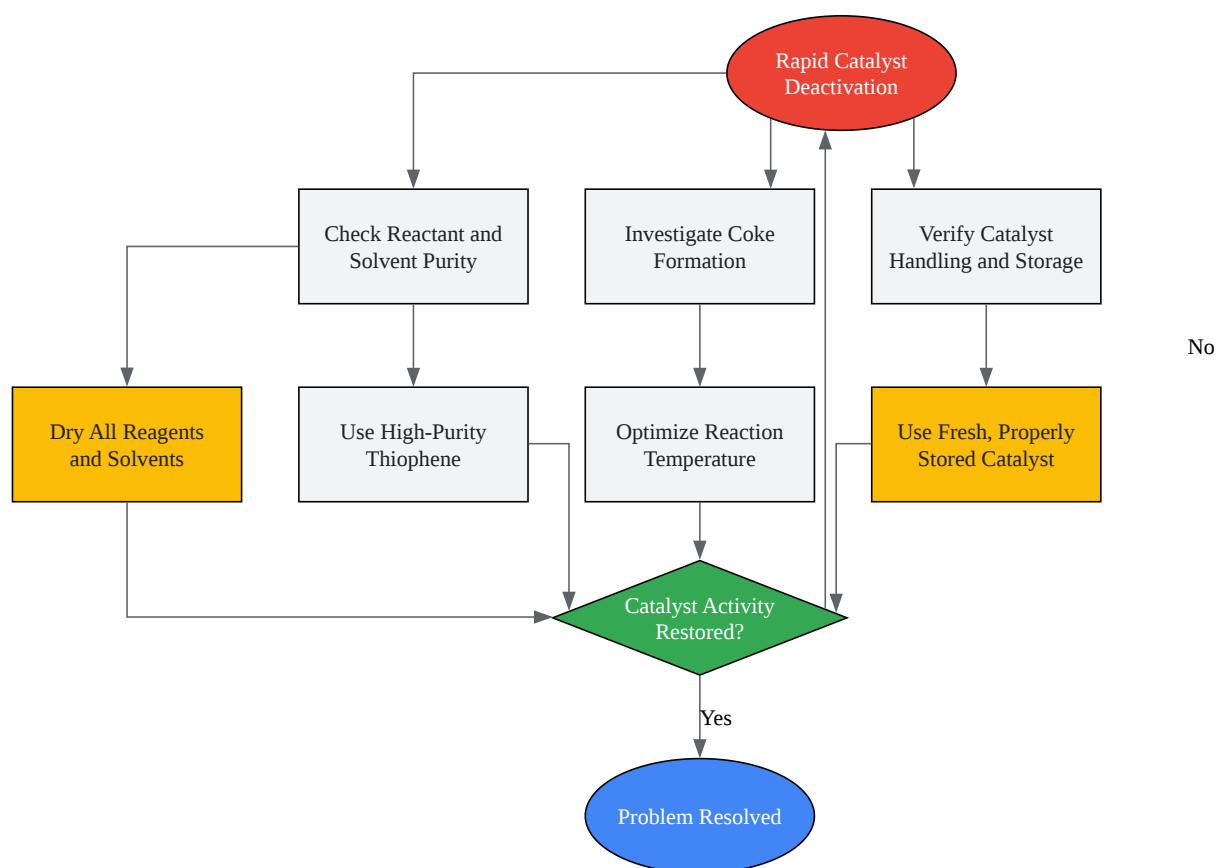 Rapid Catalyst
Deactivation
Check Reactant and
Solvent Purity
Investigate Coke
Formation
Verify Catalyst
Handling and Storage
No
Dry All Reagents
and Solvents
Use High-Purity
Thiophene
Optimize Reaction
Temperature
Use Fresh, Properly
Stored Catalyst
Catalyst Activity
Restored?
Yes
Problem Resolved